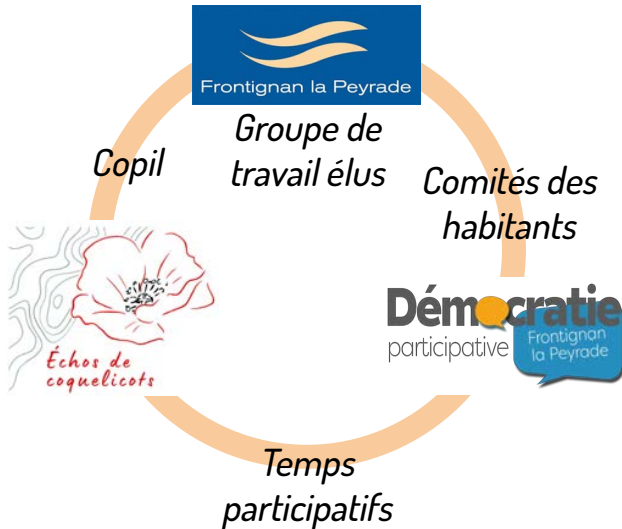 Frontignan la Peyrade
Groupe de
travail élus
Copil
Comités des
habitants
Échos de
coquelicots
Démocratie
participative
Frontignan
la Peyrade
Temps
participatifs